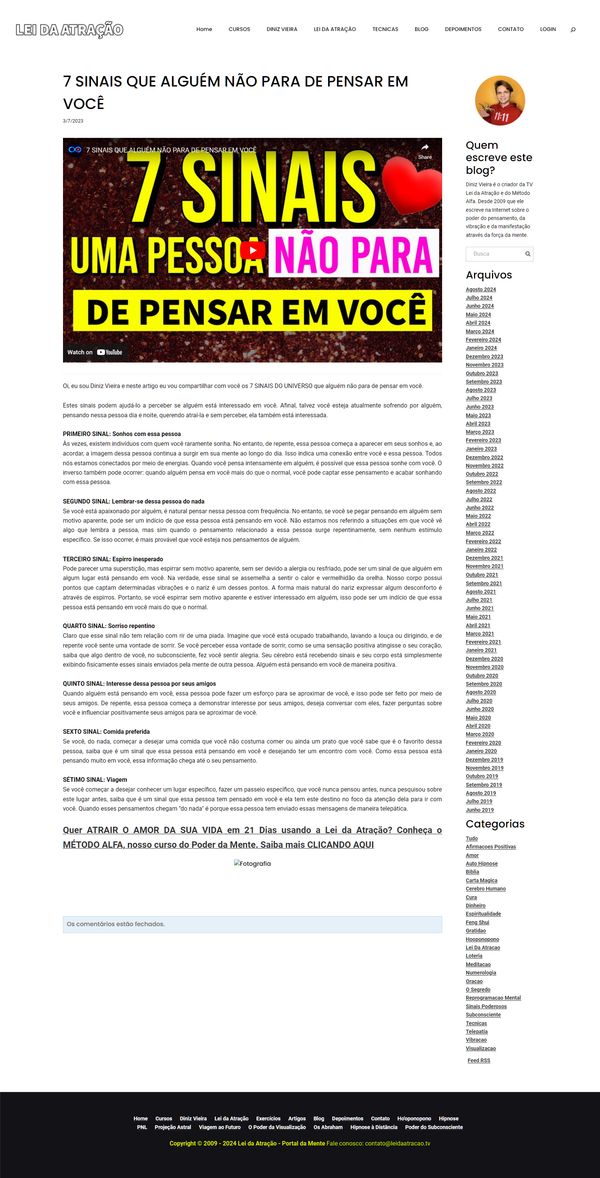 LEI DA ATRAÇÃO
Home CURSOS DINIZ VIEIRA LEI DA ATRAÇÃO TECNICAS BLOG DEPOIMENTOS CONTATO LOGIN
7 SINAIS QUE ALGUÉM NÃO PARA DE PENSAR EM
VOCÊ
3/7/2023
7 SINAIS QUE ALGUÉM NÃO PARA DE PENSAR EM VOCÊ
Share
7 SINAIS
UMA PESSOA NÃO PARA
DE PENSAR EM VOCÊ
Watch on YouTube
Oi, eu sou Diniz Vieira e neste artigo eu vou compartilhar com você os 7 SINAIS DO UNIVERSO que alguém não para de pensar em você.
Estes sinais podem ajudá-lo a perceber se alguém está interessado em você. Afinal, talvez você esteja atualmente sofrendo por alguém,
pensando nessa pessoa dia e noite, querendo atraí-la e sem perceber, ela também está interessada.
PRIMEIRO SINAL: Sonhos com essa pessoa
Às vezes, existem indivíduos com quem você raramente sonha. No entanto, de repente, essa pessoa começa a aparecer em seus sonhos e, ao
acordar, a imagem dessa pessoa continua a surgir em sua mente ao longo do dia. Isso indica uma conexão entre você e essa pessoa. Todos
nós estamos conectados por meio de energias. Quando você pensa intensamente em alguém, é possível que essa pessoa sonhe com você. O
inverso também pode ocorrer: quando alguém pensa em você mais do que o normal, você pode captar esse pensamento e acabar sonhando
com essa pessoa.
SEGUNDO SINAL: Lembrar-se dessa pessoa do nada
Se você está apaixonado por alguém, é natural pensar nessa pessoa com frequência. No entanto, se você se pegar pensando em alguém sem
motivo aparente, pode ser um indício de que essa pessoa está pensando em você. Não estamos nos referindo a situações em que você vê
algo que lembra a pessoa, mas sim quando o pensamento relacionado a essa pessoa surge repentinamente, sem nenhum estímulo
específico. Se isso ocorrer, é mais provável que você esteja nos pensamentos de alguém.
TERCEIRO SINAL: Espirro inesperado
Pode parecer uma superstição, mas espirrar sem motivo aparente, sem ser devido a alergia ou resfriado, pode ser um sinal de que alguém em
algum lugar está pensando em você. Na verdade, esse sinal se assemelha a sentir o calor e vermelhidão da orelha. Nosso corpo possui
pontos que captam determinadas vibrações e o nariz é um desses pontos. A forma mais natural do nariz expressar algum desconforto é
através de espirros. Portanto, se você espirrar sem motivo aparente e estiver interessado em alguém, isso pode ser um indício de que essa
pessoa está pensando em você mais do que o normal.
QUARTO SINAL: Sorriso repentino
Claro que esse sinal não tem relação com rir de uma piada. Imagine que você está ocupado trabalhando, lavando a louça ou dirigindo, e de
repente você sente uma vontade de sorrir. Se você perceber essa vontade de sorrir, como se uma sensação positiva atingisse o seu coração,
saiba que algo dentro de você, no subconsciente, fez você sentir alegria. Seu cérebro está recebendo sinais e seu corpo está simplesmente
exibindo fisicamente esses sinais enviados pela mente de outra pessoa. Alguém está pensando em você de maneira positiva.
QUINTO SINAL: Interesse dessa pessoa por seus amigos
Quando alguém está pensando em você, essa pessoa pode fazer um esforço para se aproximar de você, e isso pode ser feito por meio de
seus amigos. De repente, essa pessoa começa a demonstrar interesse por seus amigos, deseja conversar com eles, fazer perguntas sobre
você e influenciar positivamente seus amigos para se aproximar de você.
SEXTO SINAL: Comida preferida
Se você, do nada, começar a desejar uma comida que você não costuma comer ou ainda um prato que você sabe que é o favorito dessa
pessoa, saiba que é um sinal que essa pessoa está pensando em você e desejando ter um encontro com você. Como essa pessoa está
pensando muito em você, essa informação chega até o seu pensamento.
SÉTIMO SINAL: Viagem
Se você começar a desejar conhecer um lugar específico, fazer um passeio específico, que você nunca pensou antes, nunca pesquisou sobre
este lugar antes, saiba que é um sinal que essa pessoa tem pensado em você e ela tem este destino no foco da atenção dela para ir com
você. Quando esses pensamentos chegam "do nada" é porque essa pessoa tem enviado essas mensagens de maneira telepática.
Quer ATRAIR O AMOR DA SUA VIDA em 21 Dias usando a Lei da Atração? Conheça o
MÉTODO ALFA, nosso curso do Poder da Mente. Saiba mais CLICANDO AQUI
Fotografia
Os comentários estão fechados.
11:11
Quem
escreve este
blog?
Diniz Vieira é o criador da TV
Lei da Atração e do Método
Alfa. Desde 2009 que ele
escreve na Internet sobre o
poder do pensamento, da
vibração e da manifestação
através da força da mente.
Busca
Arquivos
Agosto 2024
Julho 2024
Junho 2024
Maio 2024
Abril 2024
Março 2024
Fevereiro 2024
Janeiro 2024
Dezembro 2023
Novembro 2023
Outubro 2023
Setembro 2023
Agosto 2023
Julho 2023
Junho 2023
Maio 2023
Abril 2023
Março 2023
Fevereiro 2023
Janeiro 2023
Dezembro 2022
Novembro 2022
Outubro 2022
Setembro 2022
Agosto 2022
Julho 2022
Junho 2022
Maio 2022
Abril 2022
Março 2022
Fevereiro 2022
Janeiro 2022
Dezembro 2021
Novembro 2021
Outubro 2021
Setembro 2021
Agosto 2021
Julho 2021
Junho 2021
Maio 2021
Abril 2021
Março 2021
Fevereiro 2021
Janeiro 2021
Dezembro 2020
Novembro 2020
Outubro 2020
Setembro 2020
Agosto 2020
Julho 2020
Junho 2020
Maio 2020
Abril 2020
Março 2020
Fevereiro 2020
Janeiro 2020
Dezembro 2019
Novembro 2019
Outubro 2019
Setembro 2019
Agosto 2019
Julho 2019
Junho 2019
Categorias
Tudo
Afirmacoes Positivas
Amor
Auto Hipnose
Biblia
Carta Magica
Cerebro Humano
Cura
Dinheiro
Espiritualidade
Feng Shui
Gratidao
Hooponopono
Lei Da Atracao
Loteria
Meditacao
Numerologia
Oracao
O Segredo
Reprogramacao Mental
Sinais Poderosos
Subconsciente
Tecnicas
Telepatia
Vibracao
Visualizacao
Feed RSS
Home Cursos Diniz Vieira Lei da Atração Exercícios Artigos Blog Depoimentos Contato Ho'oponopono Hipnose
PNL Projeção Astral Viagem ao Futuro O Poder da Visualização Os Abraham Hipnose à Distância Poder do Subconsciente
Copyright © 2009 - 2024 Lei da Atração - Portal da Mente Fale conosco: contato@leidaatracao.tv